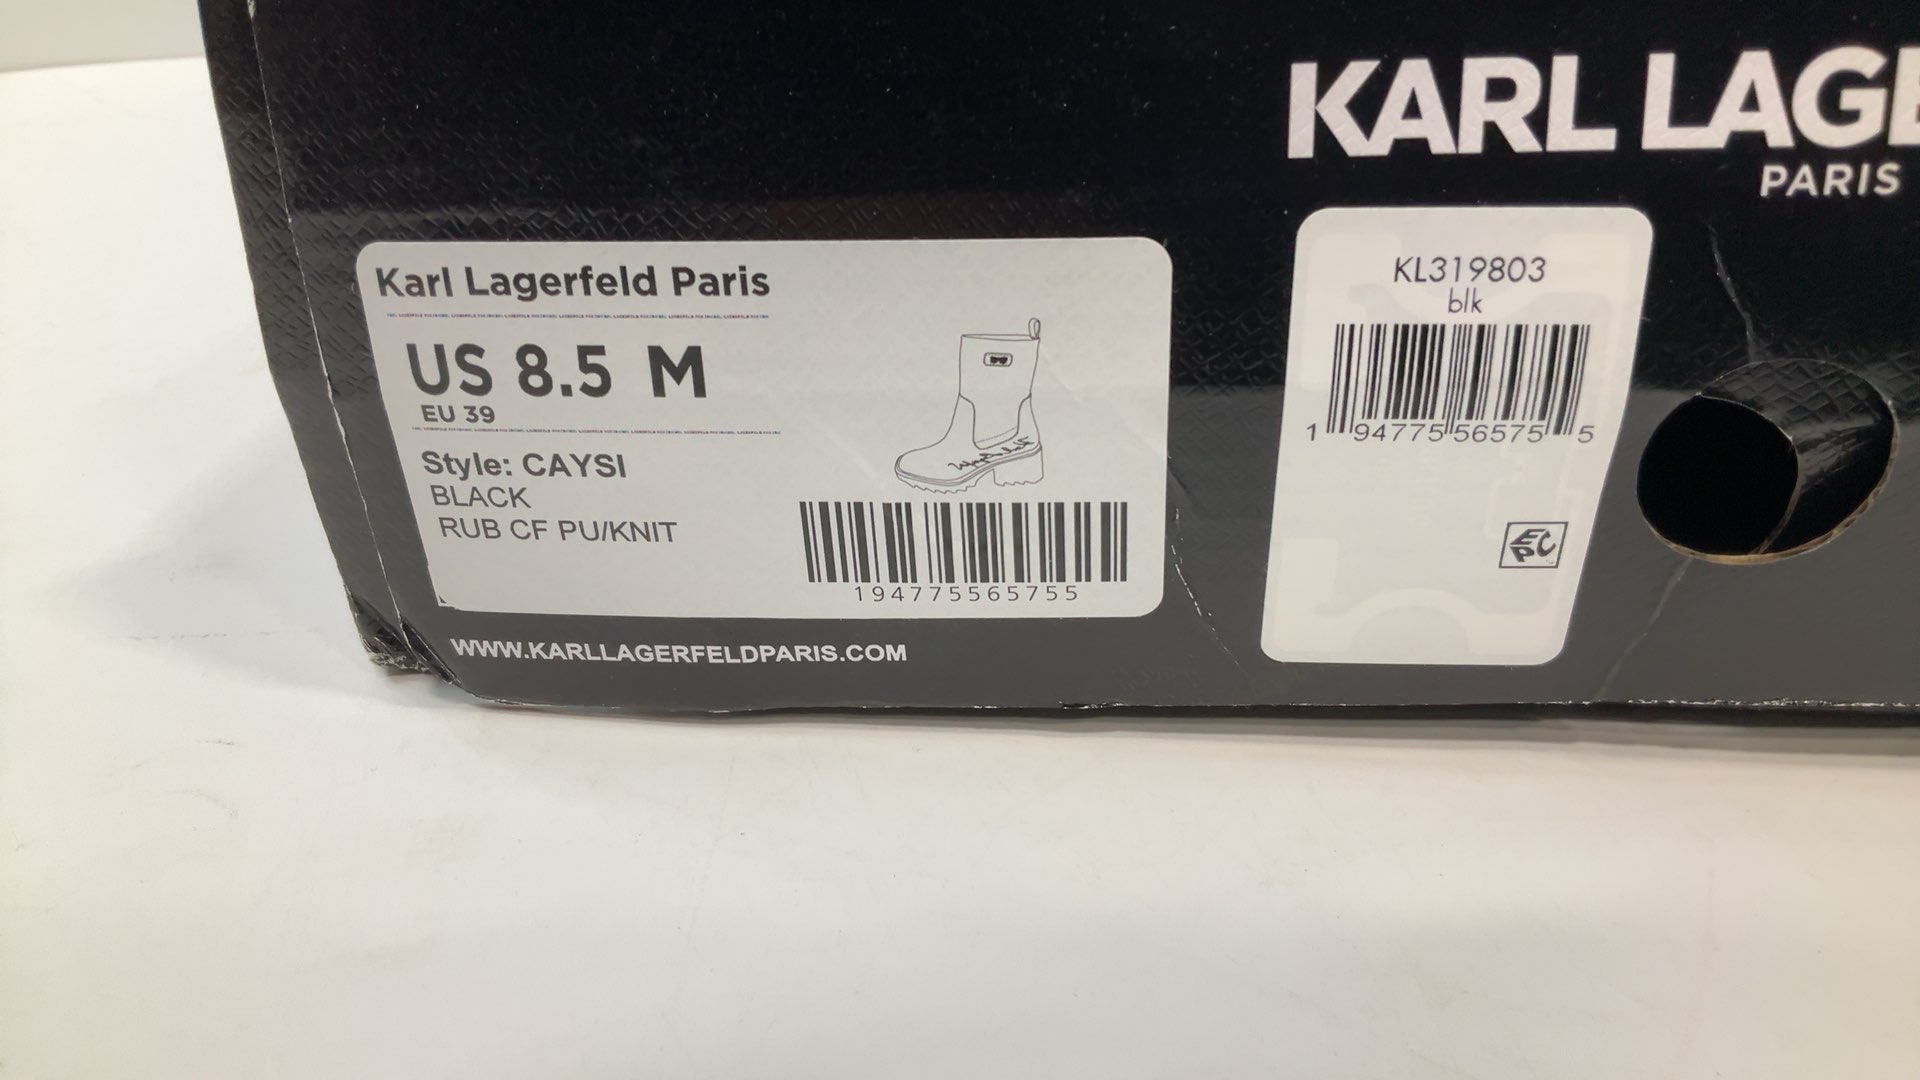 KARL LAGE
PARIS
Karl Lagerfeld Paris
US 8.5 M
EU 39
Style: CAYSI
BLACK
RUB CF PU/KNIT
194775565755
WWW.KARLLAGERFELDPARIS.COM
KL319803
blk
1 94775 56575 5
EPC